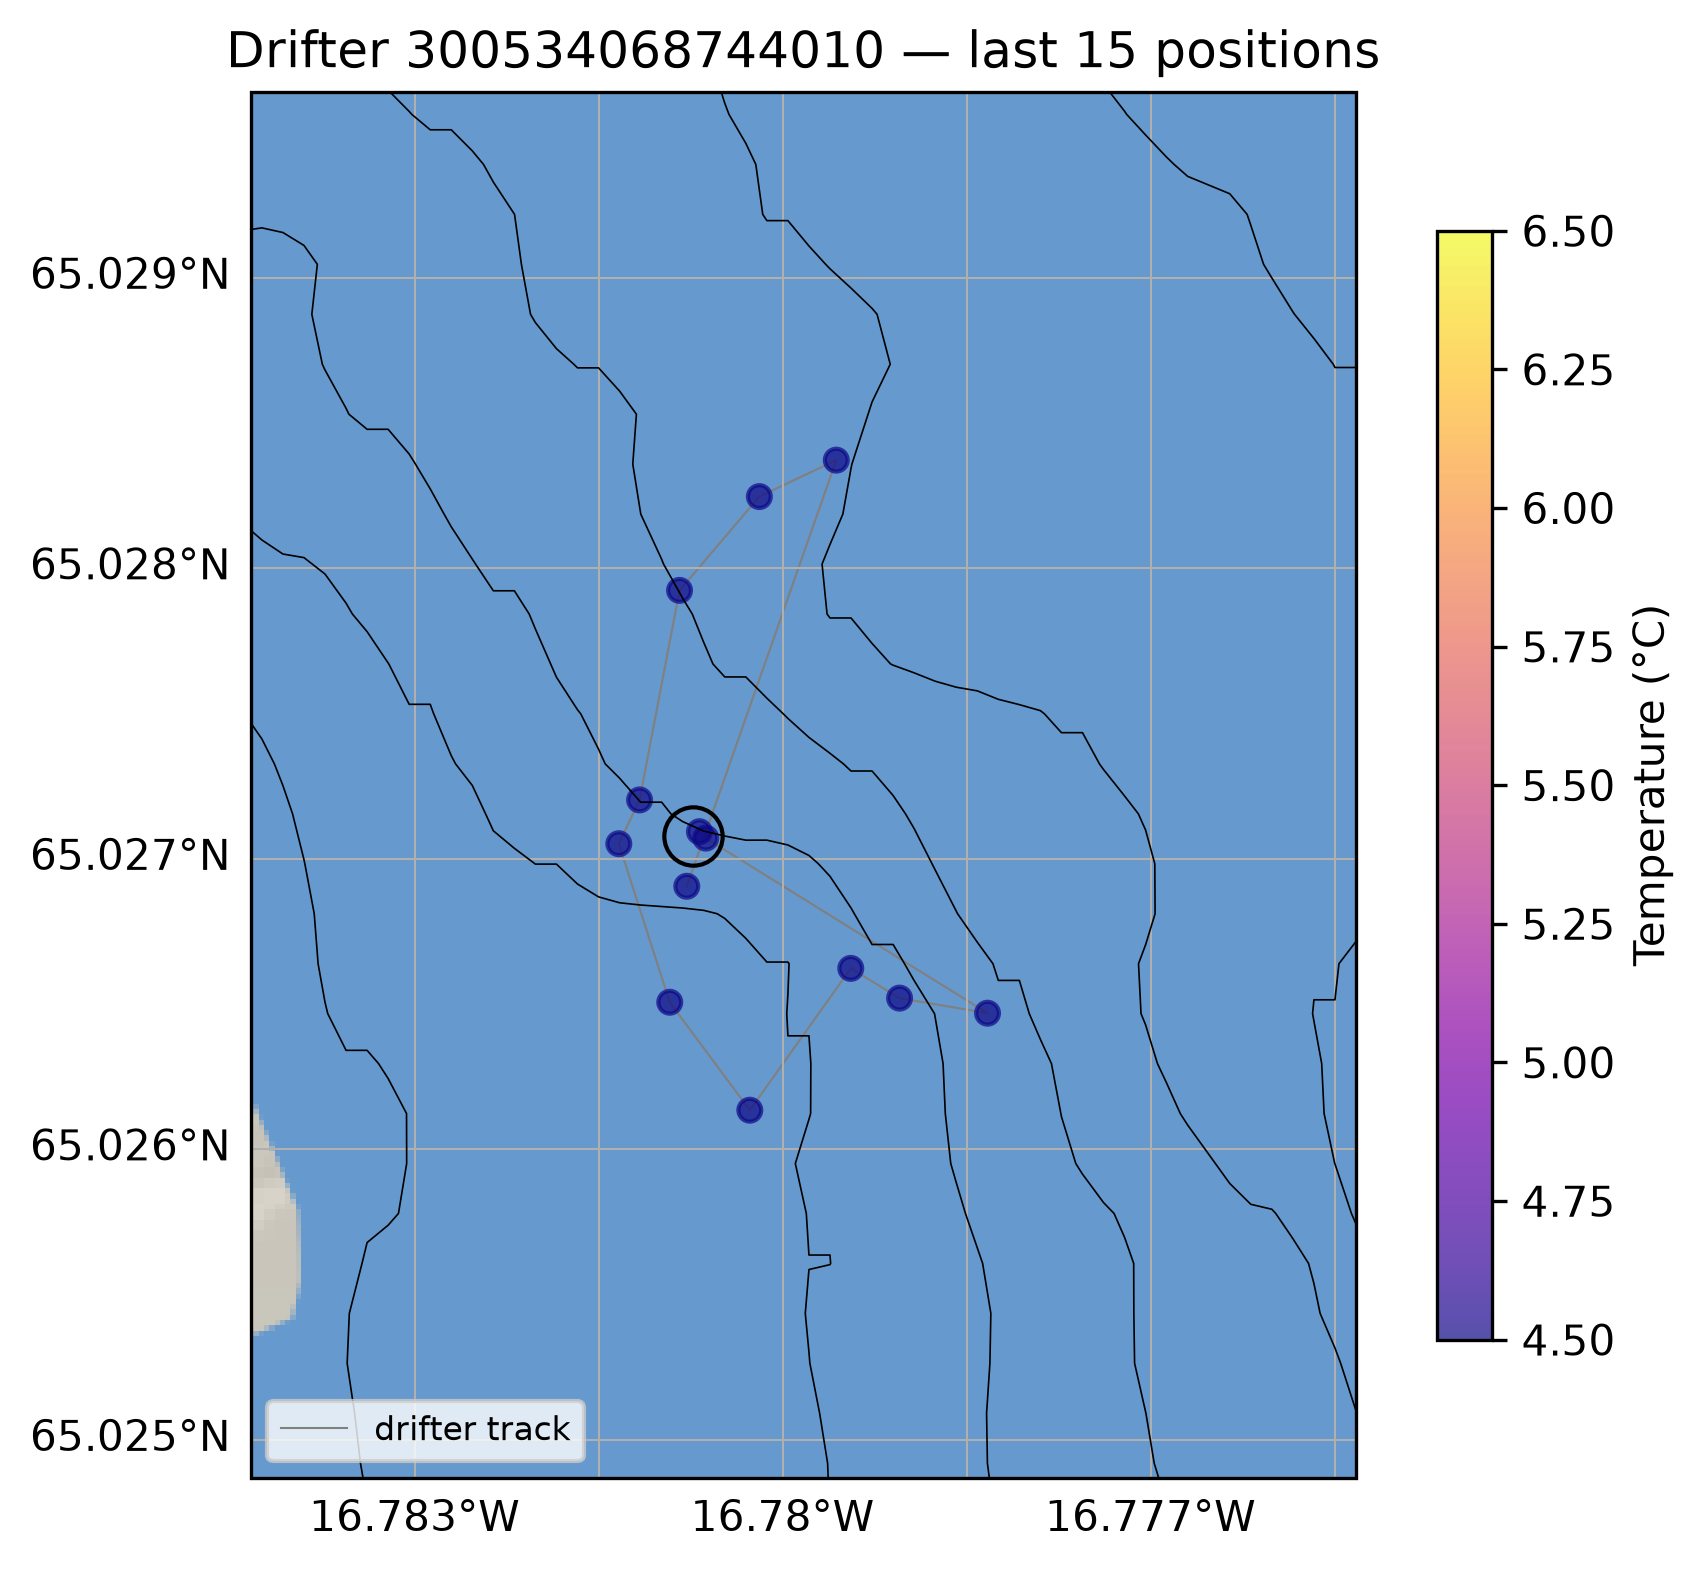 Drifter 300534068744010 — last 15 positions
65.029°N
65.028°N
65.027°N
65.026°N
65.025°N
16.783°W
16.78°W
16.777°W
drifter track
6.50
6.25
6.00
5.75
5.50
5.25
5.00
4.75
4.50
Temperature (°C)